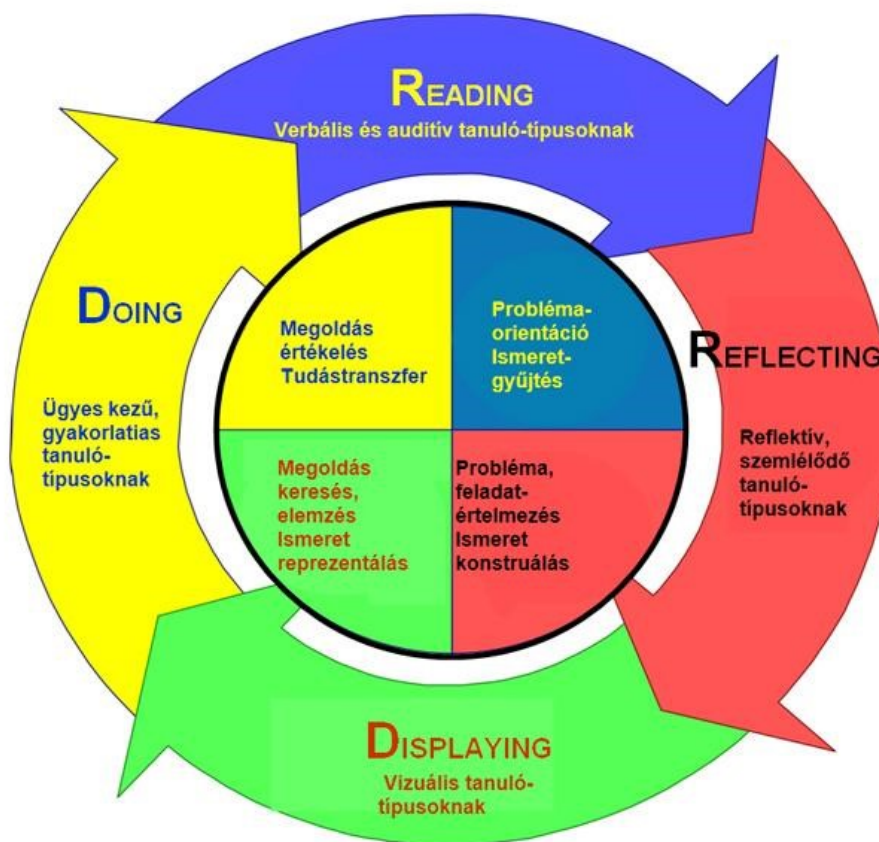 READING
Verbális és auditív tanuló-típusoknak
DOING
Ügyes kezű,
gyakorlatias
tanuló-
típusoknak
Megoldás
értékelés
Tudástranszfer
Probléma-
orientáció
Ismeret-
gyűjtés
REFLECTING
Reflektív,
szemlélődő
tanuló-
típusoknak
Megoldás
keresés,
elemzés
Ismeret
reprezentálás
Probléma,
feladat-
értelmezés
Ismeret
konstruálás
DISPLAYING
Vizuális tanuló-
típusoknak